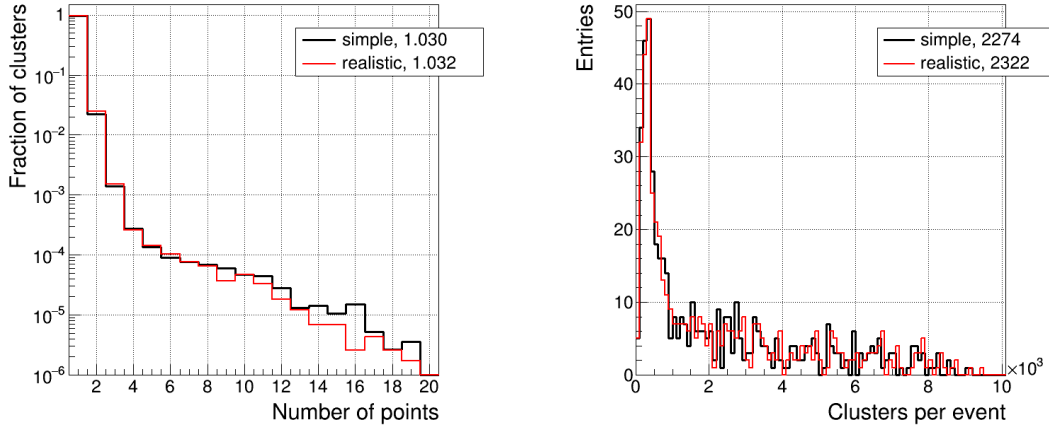 Fraction of clusters
1
10⁻¹
10⁻²
10⁻³
10⁻⁴
10⁻⁵
10⁻⁶
simple, 1.030
realistic, 1.032
2 4 6 8 10 12 14 16 18 20
Number of points
Entries
50
40
30
20
10
0
simple, 2274
realistic, 2322
0 2 4 6 8 10
×10³
Clusters per event